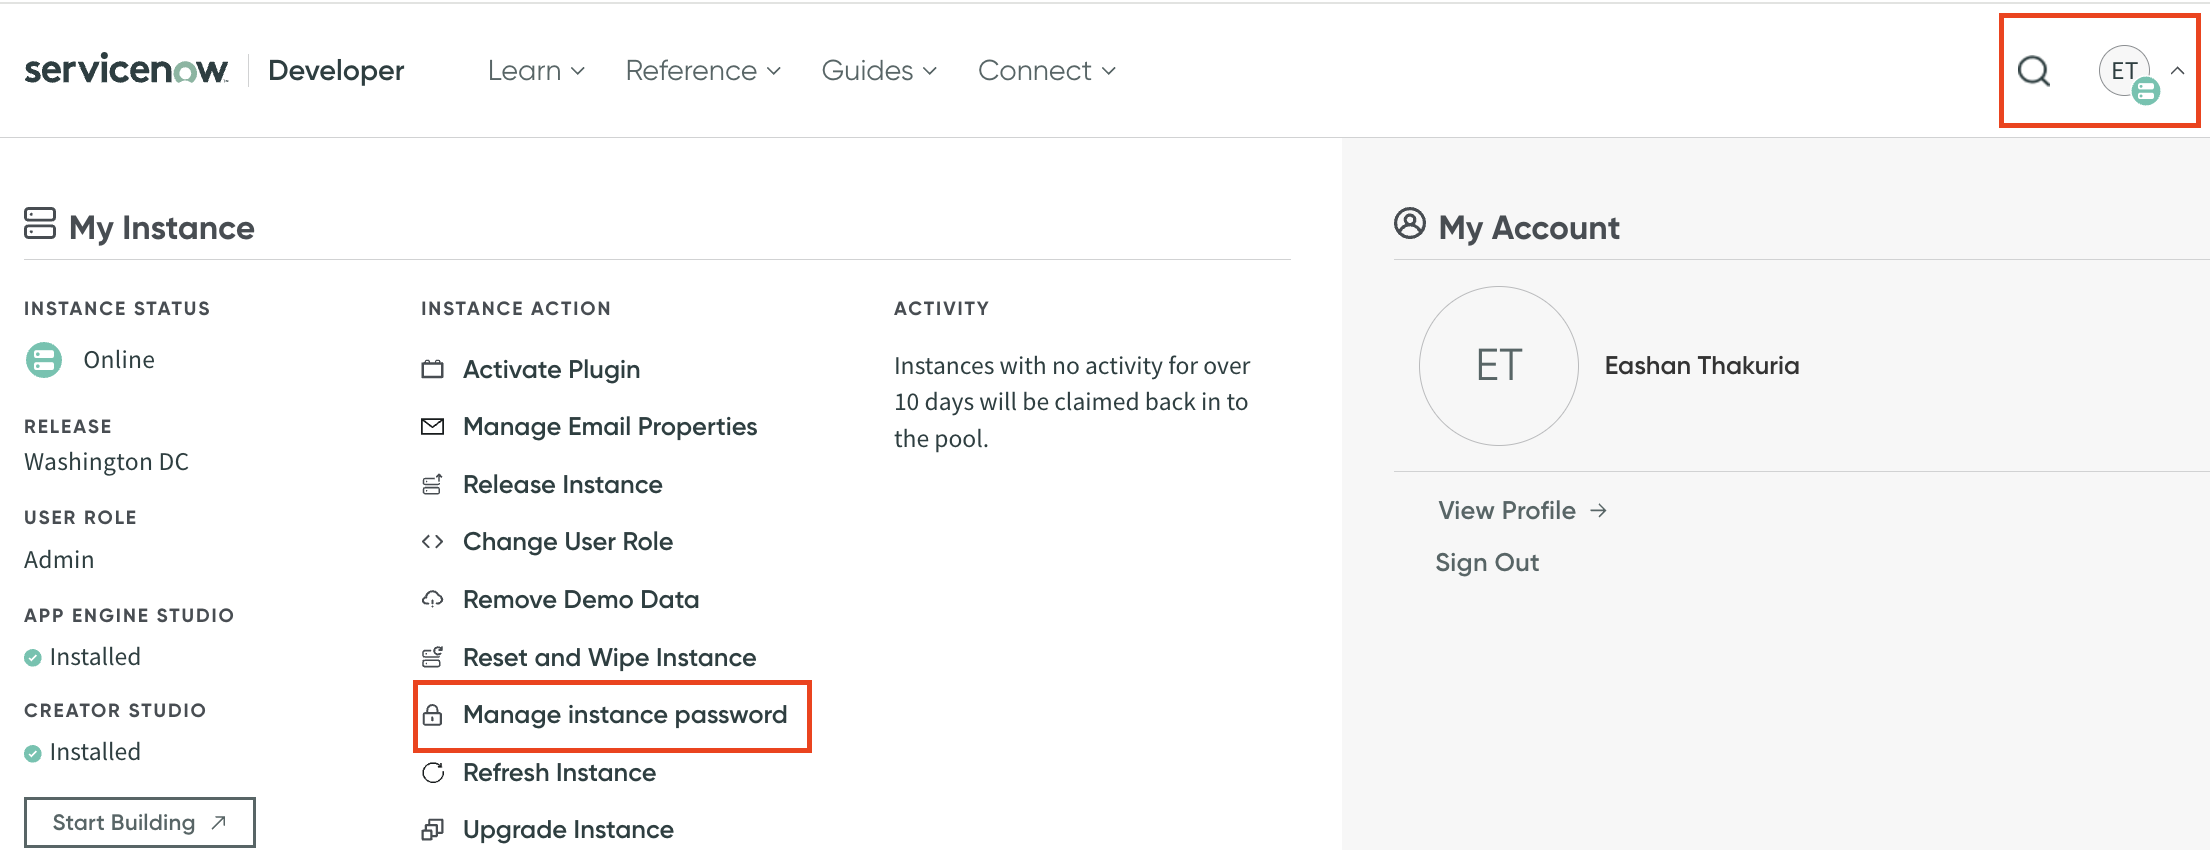 servicenow Developer Learn Reference Guides Connect ET
My Instance
INSTANCE STATUS
Online
RELEASE
Washington DC
USER ROLE
Admin
APP ENGINE STUDIO
Installed
CREATOR STUDIO
Installed
Start Building
INSTANCE ACTION
Activate Plugin
Manage Email Properties
Release Instance
Change User Role
Remove Demo Data
Reset and Wipe Instance
Manage instance password
Refresh Instance
Upgrade Instance
ACTIVITY
Instances with no activity for over
10 days will be claimed back in to
the pool.
My Account
ET
Eashan Thakuria
View Profile →
Sign Out